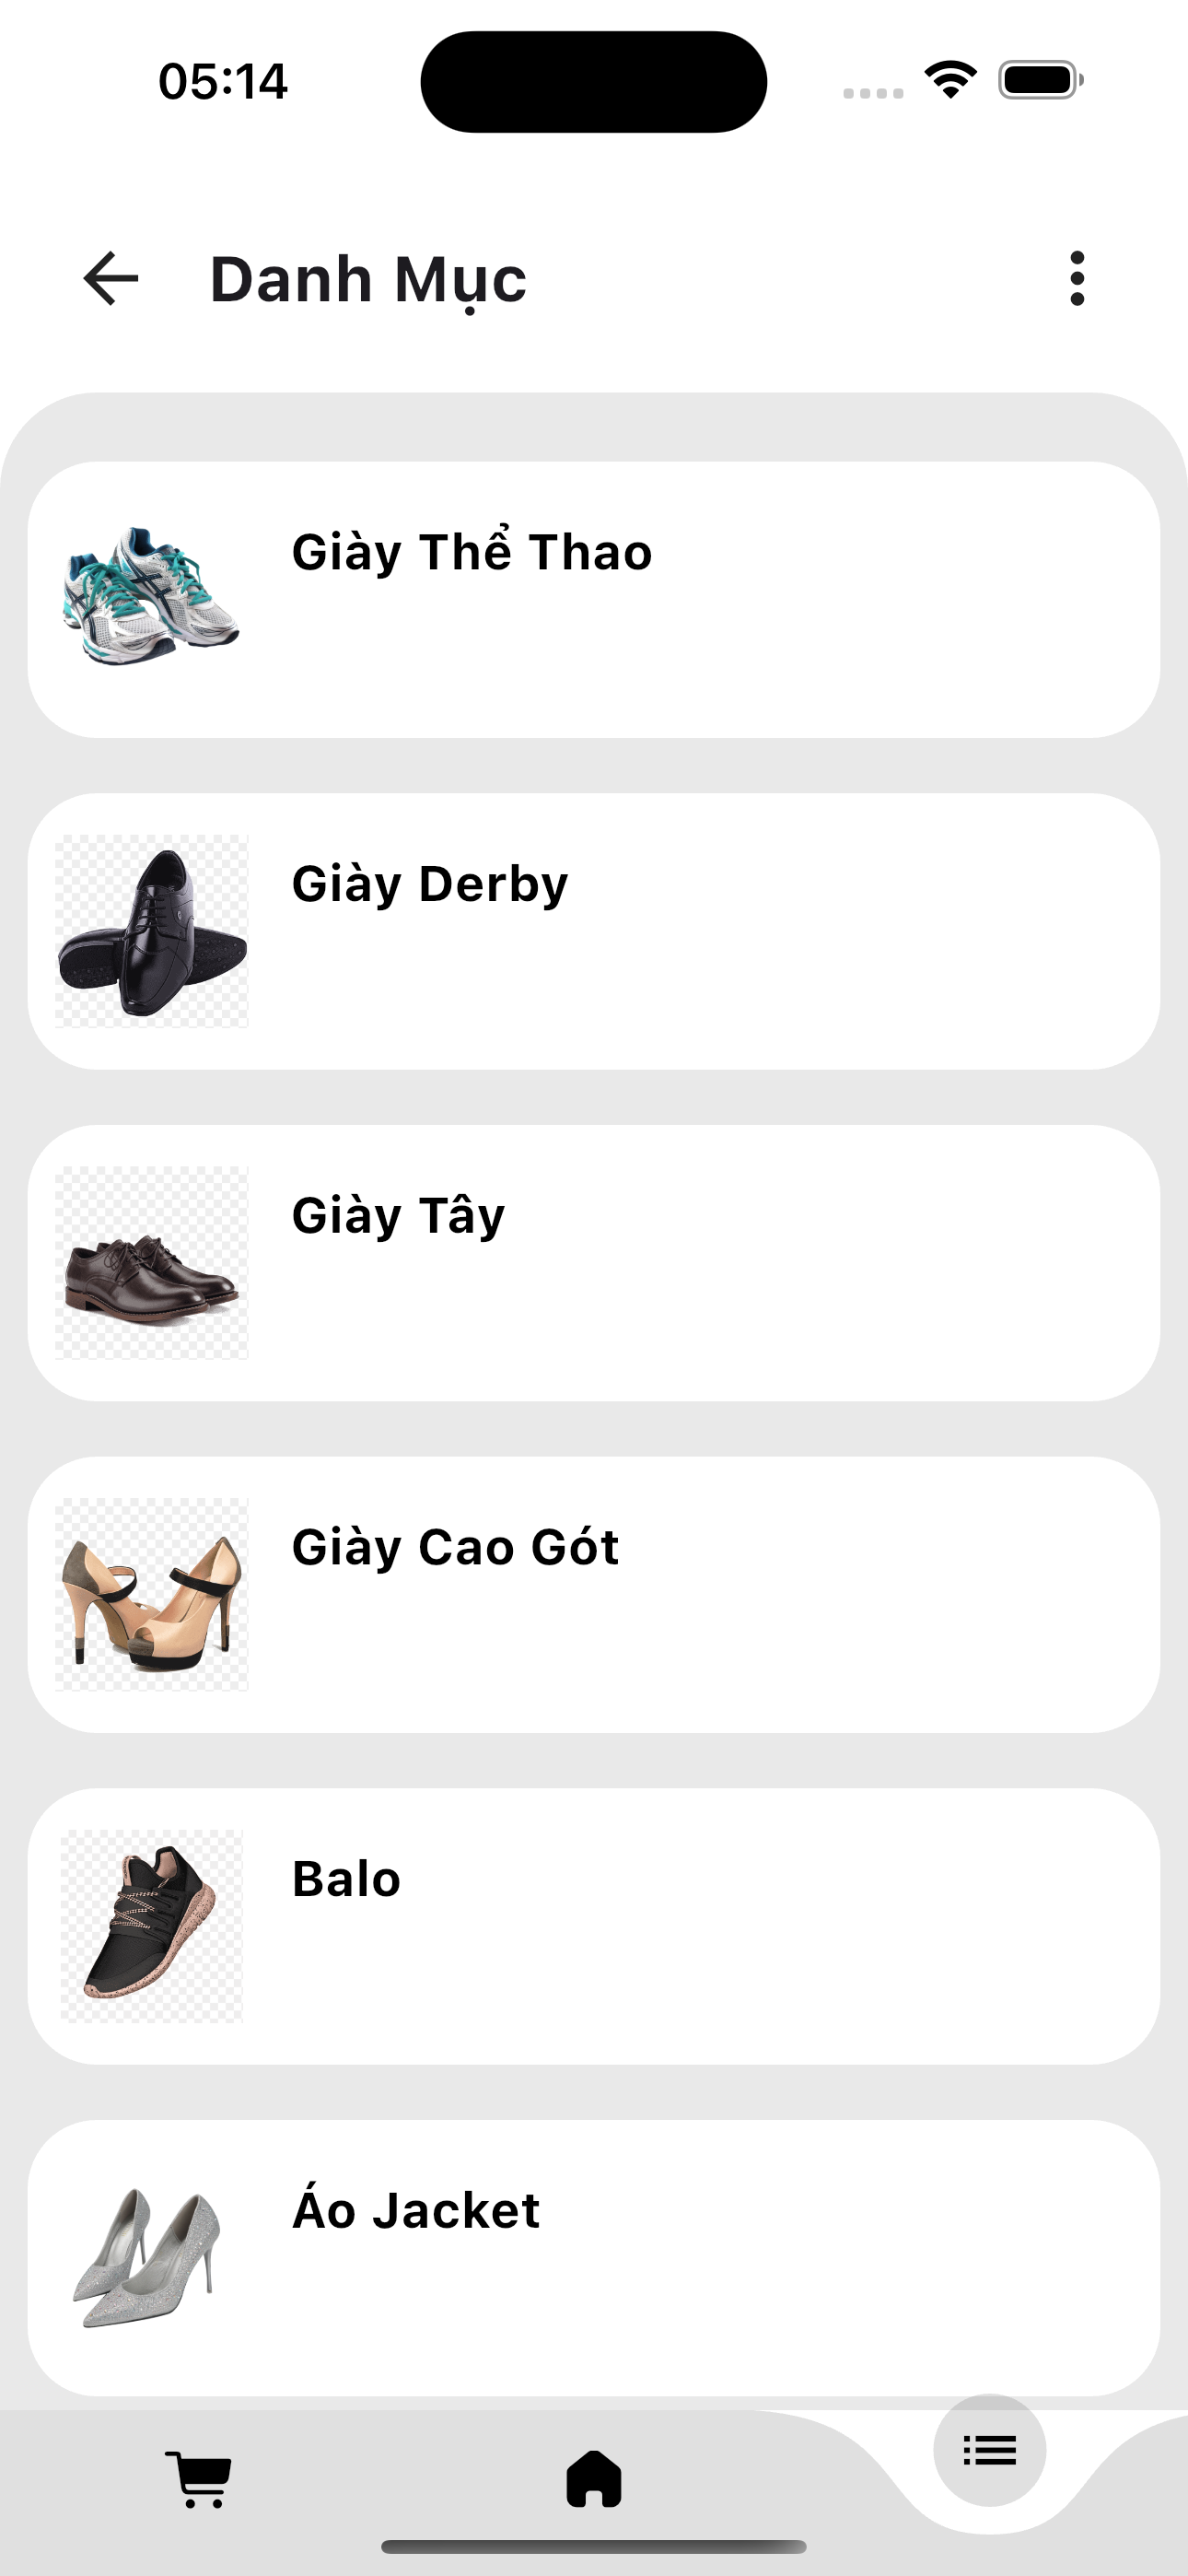 05:14
Danh Mục
Giày Thể Thao
Giày Derby
Giày Tây
Giày Cao Gót
Balo
Áo Jacket